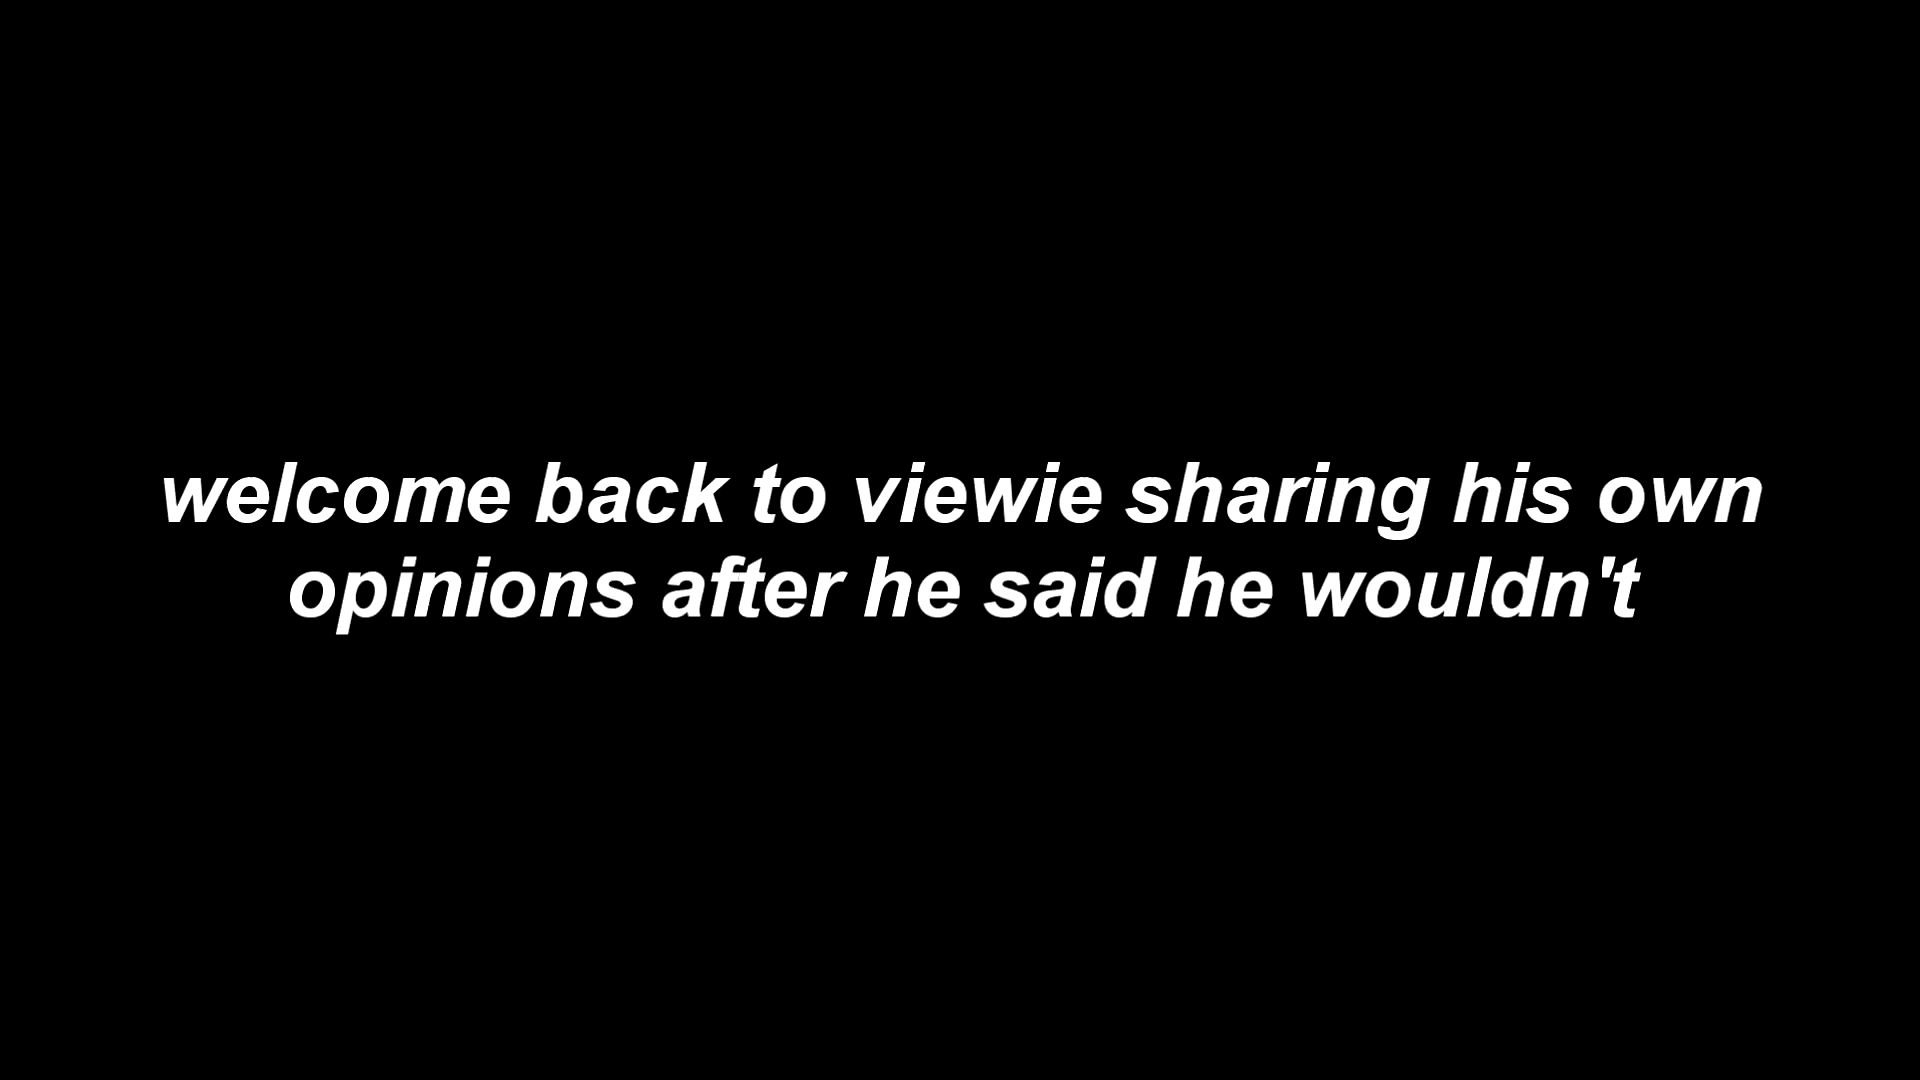 welcome back to viewie sharing his own
opinions after he said he wouldn't